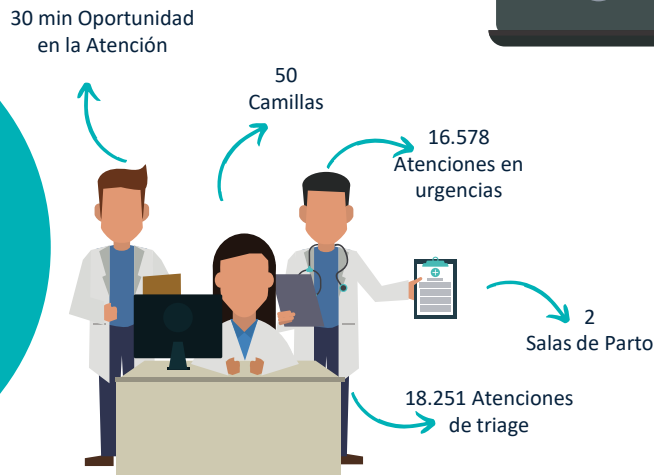 30 min Oportunidad
en la Atención
50
Camillas
16.578
Atenciones en
urgencias
2
Salas de Parto
18.251 Atenciones
de triage